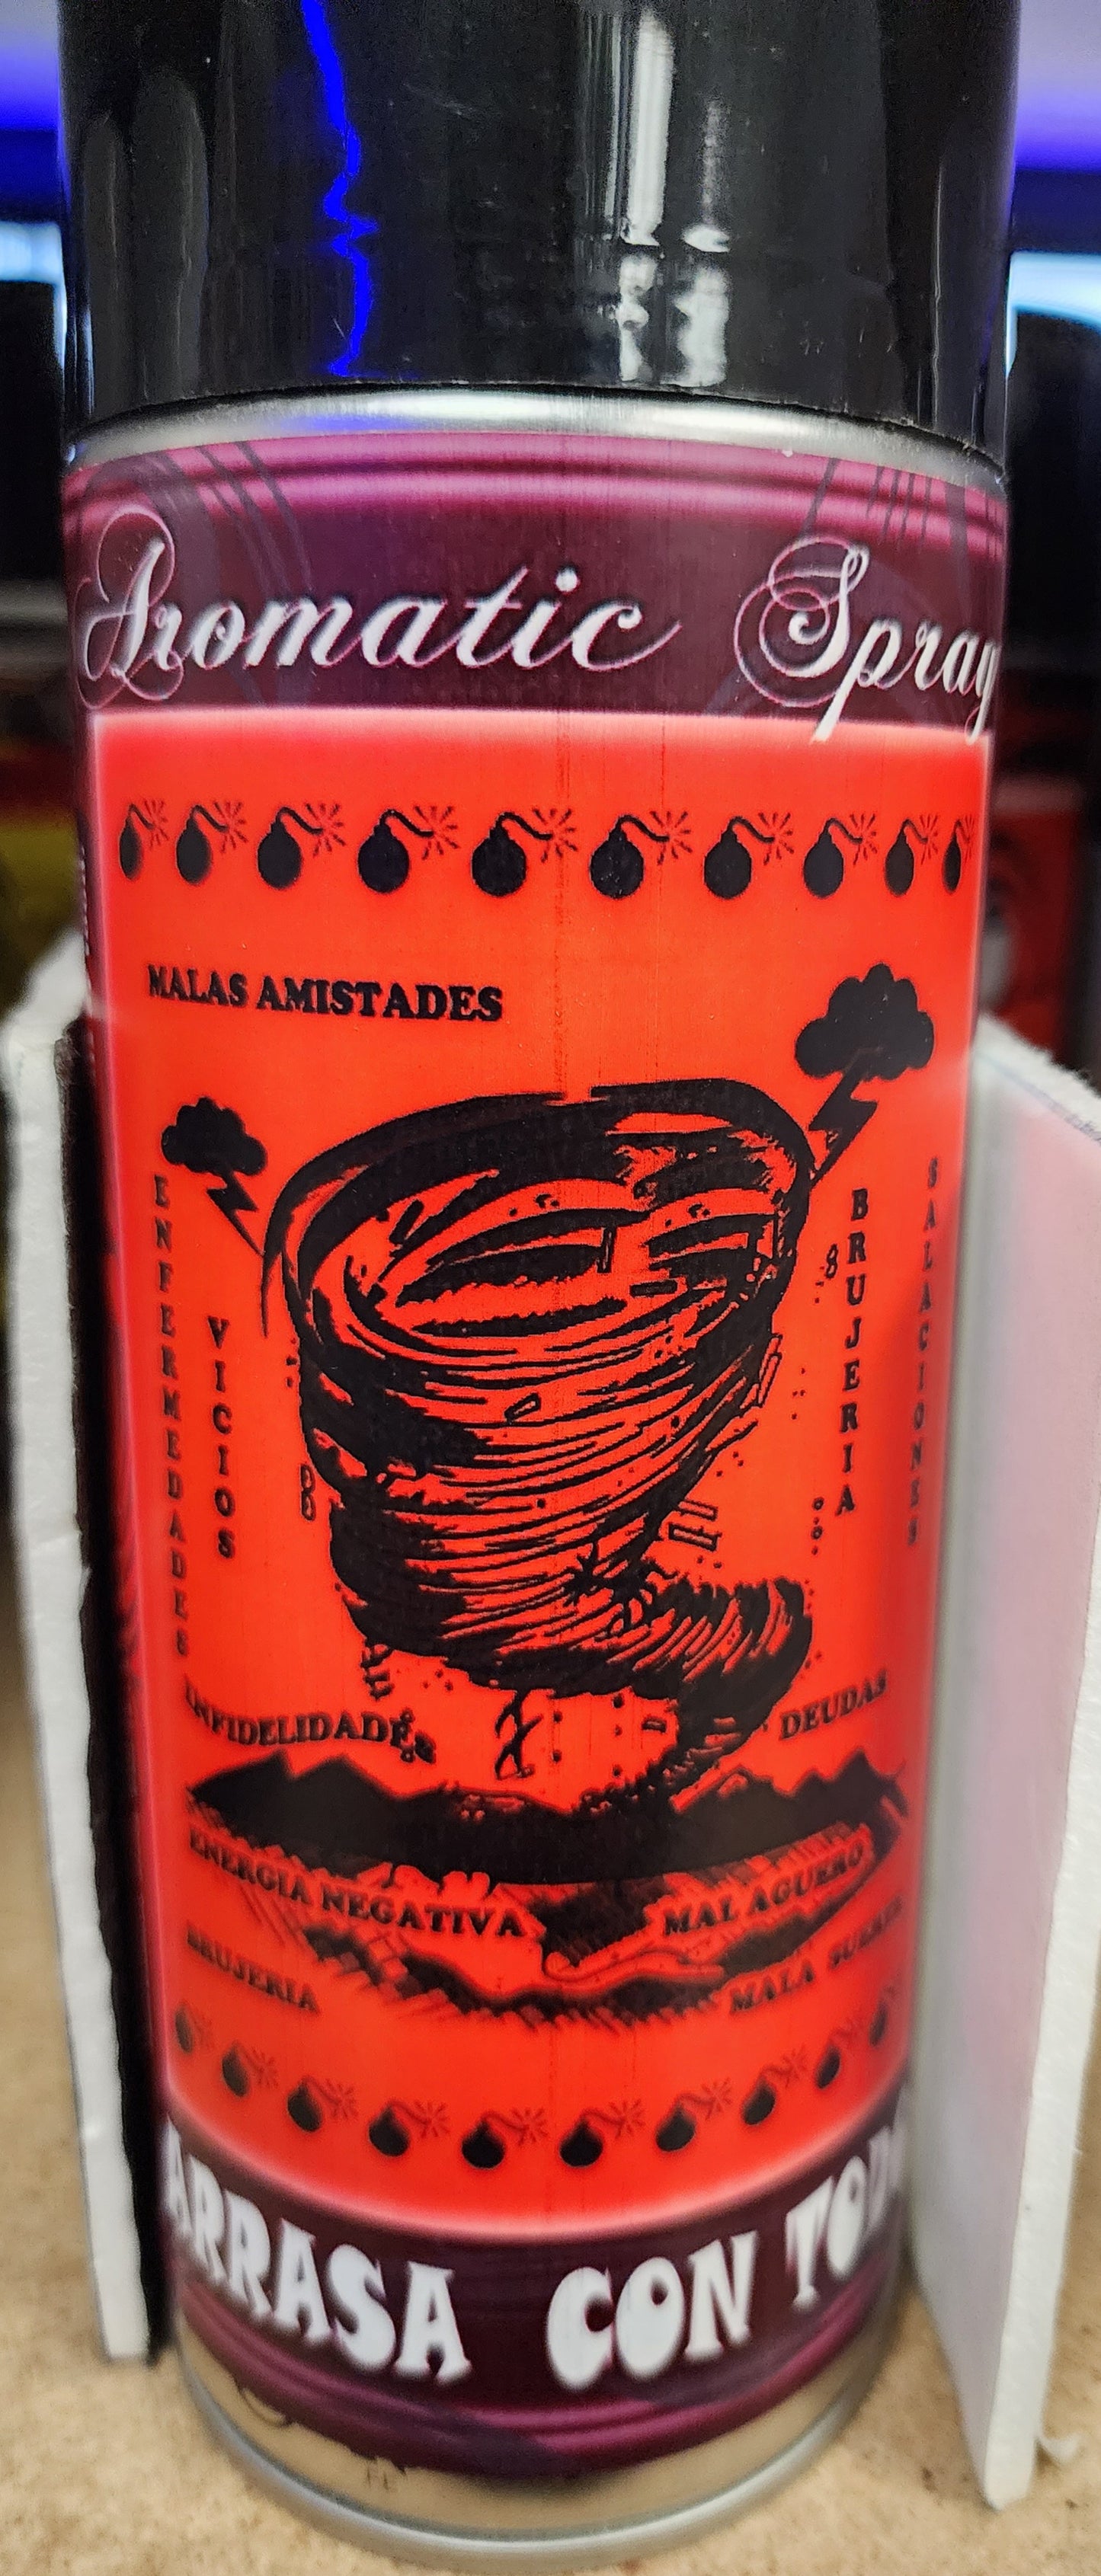 Aromatic Spray
MALAS AMISTADES
ENFERMEDADES
VICIOS
BRUJERIA
SALACIONES
INFIDELIDADES
DEUDAS
ENERGIA NEGATIVA
MAL AGUERO
BRUJERIA
MALA SUERTE
ARRASA CON TODO